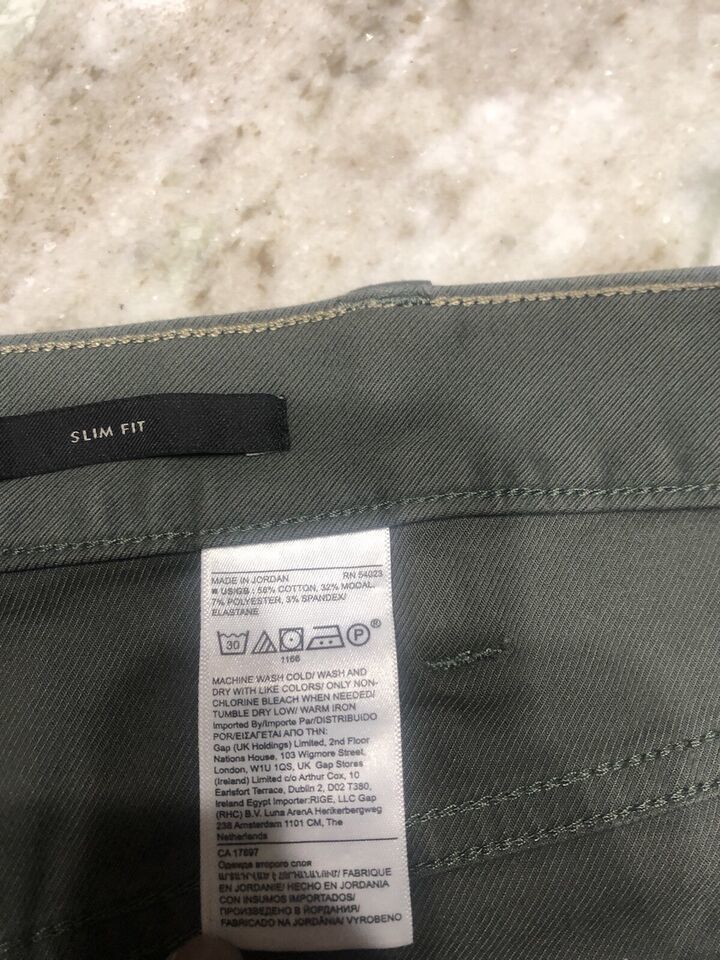 SLIM FIT
MADE IN JORDAN RN 54023
US/GB : 58% COTTON, 32% MODAL,
7% POLYESTER, 3% SPANDEX/
ELASTANE
30 P ®
1166
MACHINE WASH COLD/ WASH AND
DRY WITH LIKE COLORS/ ONLY NON-
CHLORINE BLEACH WHEN NEEDED/
TUMBLE DRY LOW/ WARM IRON
Imported By/Importe Par/DISTRIBUIDO
POR/ΕΙΣΑΓΕΤΑΙ ΑΠΟ ΤΗΝ:
Gap (UK Holdings) Limited, 2nd Floor
Nations House, 103 Wigmore Street,
London, W1U 1QS, UK Gap Stores
(Ireland) Limited c/o Arthur Cox, 10
Earlsfort Terrace, Dublin 2, D02 T380,
Ireland Egypt Importer:RIGE, LLC Gap
(RHC) B.V. Luna ArenA Herikerbergweg
238 Amsterdam 1101 CM, The
Netherlands
CA 17897
Одежда второго слоя
FABRIQUE
EN JORDANIE/ HECHO EN JORDANIA
CON INSUMOS IMPORTADOS/
ПРОИЗВЕДЕНО В ЙОРДАНИЯ/
FABRICADO NA JORDÂNIA/ VYROBENO